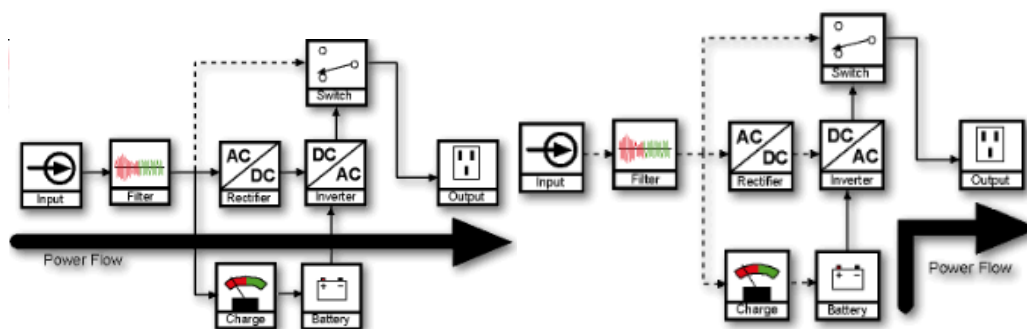 Switch
AC
DC
DC
AC
Input
Filter
Rectifier
Inverter
Output
Power Flow
Charge
Battery
Switch
AC
DC
DC
AC
Input
Filter
Rectifier
Inverter
Output
Power Flow
Charge
Battery